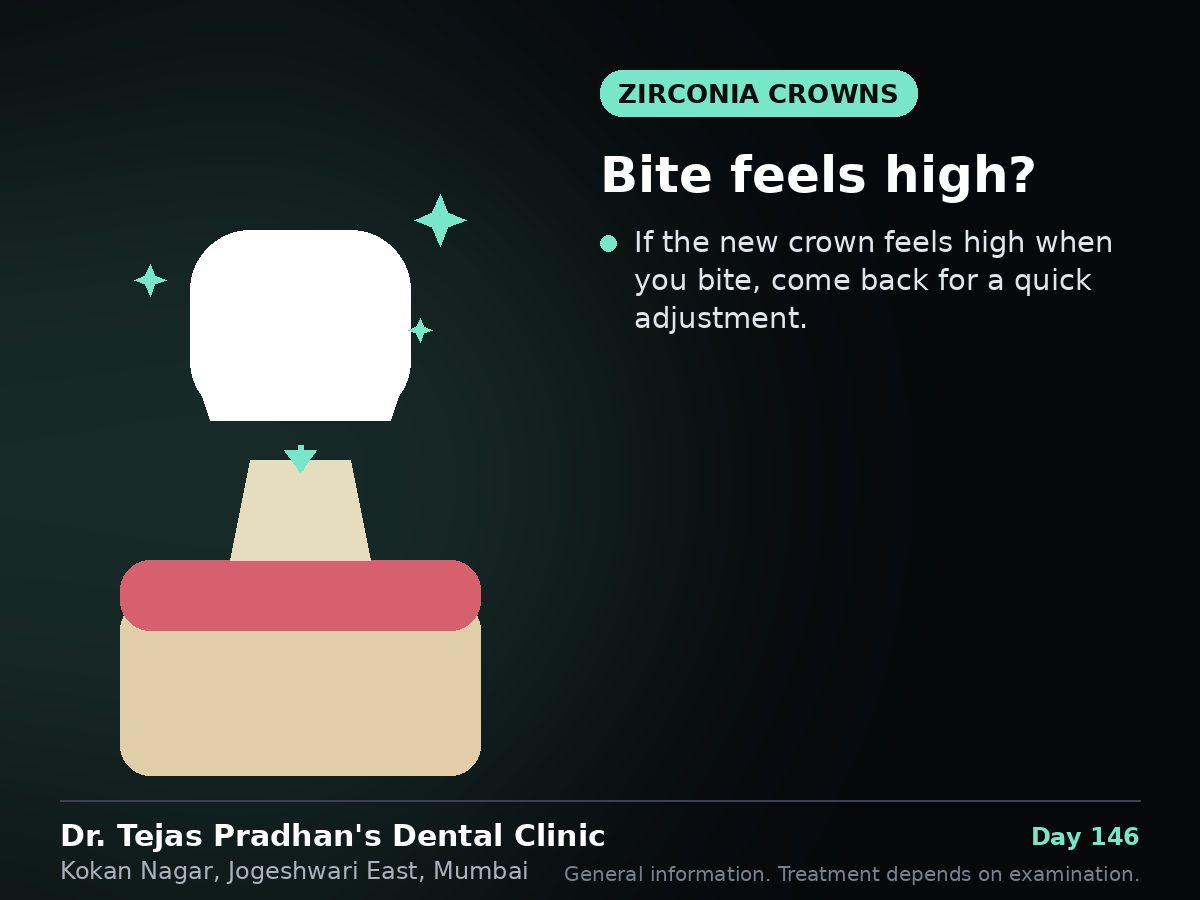 ZIRCONIA CROWNS
Bite feels high?
If the new crown feels high when
you bite, come back for a quick
adjustment.
Dr. Tejas Pradhan's Dental Clinic
Kokan Nagar, Jogeshwari East, Mumbai
Day 146
General information. Treatment depends on examination.